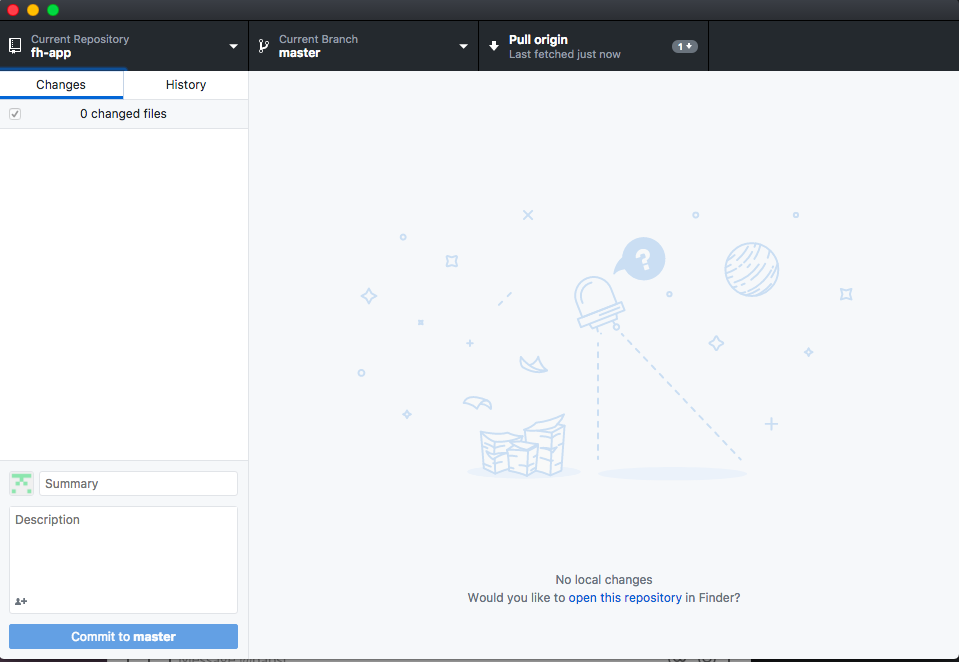 Current Repository
fh-app
Current Branch
master
Pull origin
Last fetched just now
1
Changes
History
0 changed files
?
Summary
Description
Commit to master
No local changes
Would you like to open this repository in Finder?